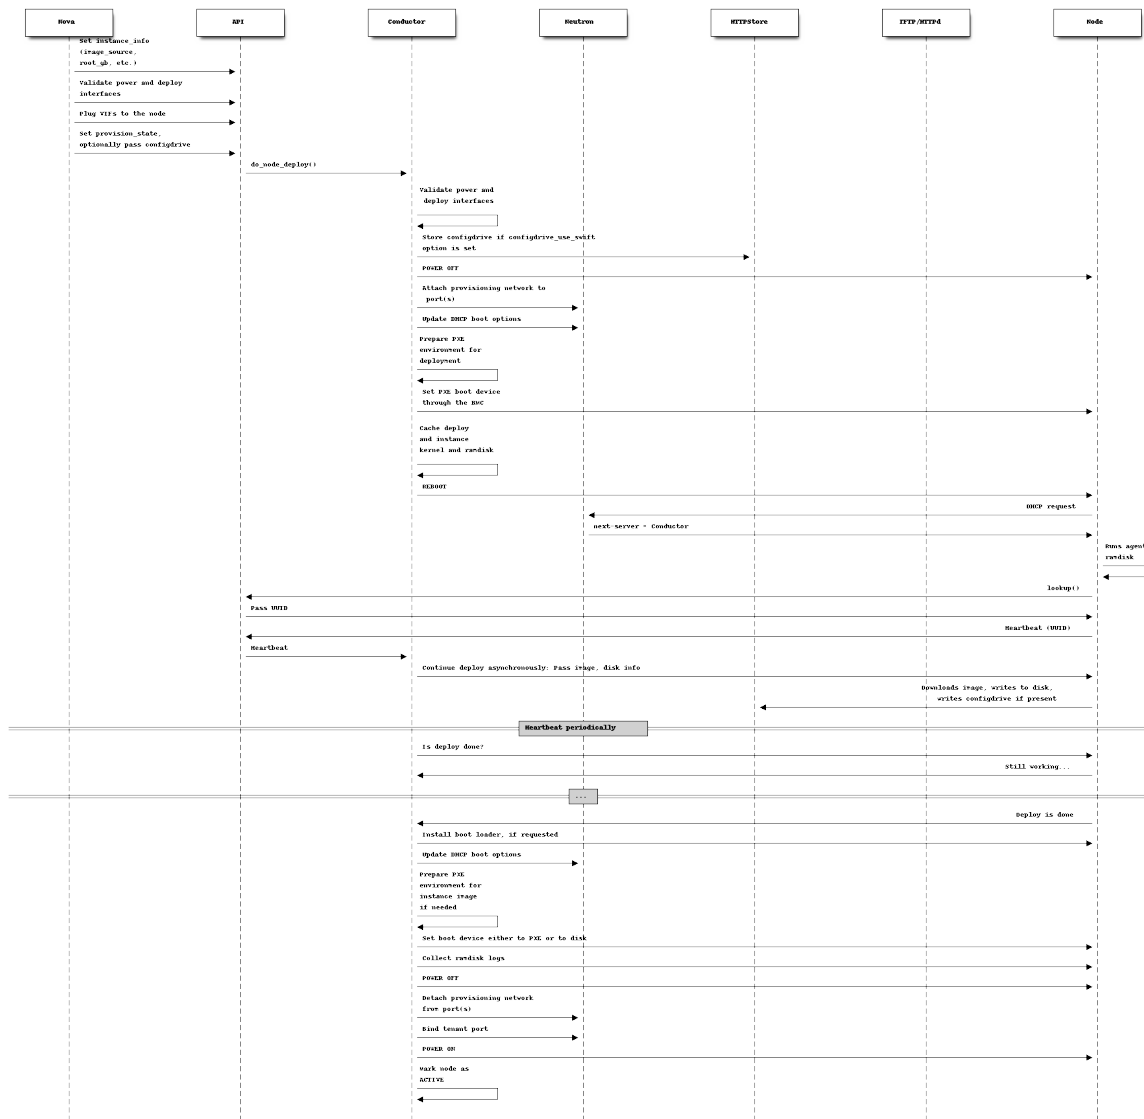 Nova
API
Conductor
Neutron
HTTPStore
TFTP/HTTPd
Node
Set instance_info
(image_source,
root_gb, etc.)
Validate power and deploy
interfaces
Plug VIFs to the node
Set provision_state,
optionally pass configdrive
do_node_deploy()
Validate power and
deploy interfaces
Store configdrive if configdrive_use_swift
option is set
POWER OFF
Attach provisioning network to
port(s)
Update DHCP boot options
Prepare PXE
environment for
deployment
Set PXE boot device
through the BMC
Cache deploy
and instance
kernel and ramdisk
REBOOT
DHCP request
next-server = Conductor
Runs agent
ramdisk
lookup()
Pass UUID
Heartbeat (UUID)
Heartbeat
Continue deploy asynchronously: Pass image, disk info
Downloads image, writes to disk,
writes configdrive if present
Heartbeat periodically
Is deploy done?
Still working...
...
Deploy is done
Install boot loader, if requested
Update DHCP boot options
Prepare PXE
environment for
instance image
if needed
Set boot device either to PXE or to disk
Collect ramdisk logs
POWER OFF
Detach provisioning network
from port(s)
Bind tenant port
POWER ON
Mark node as
ACTIVE